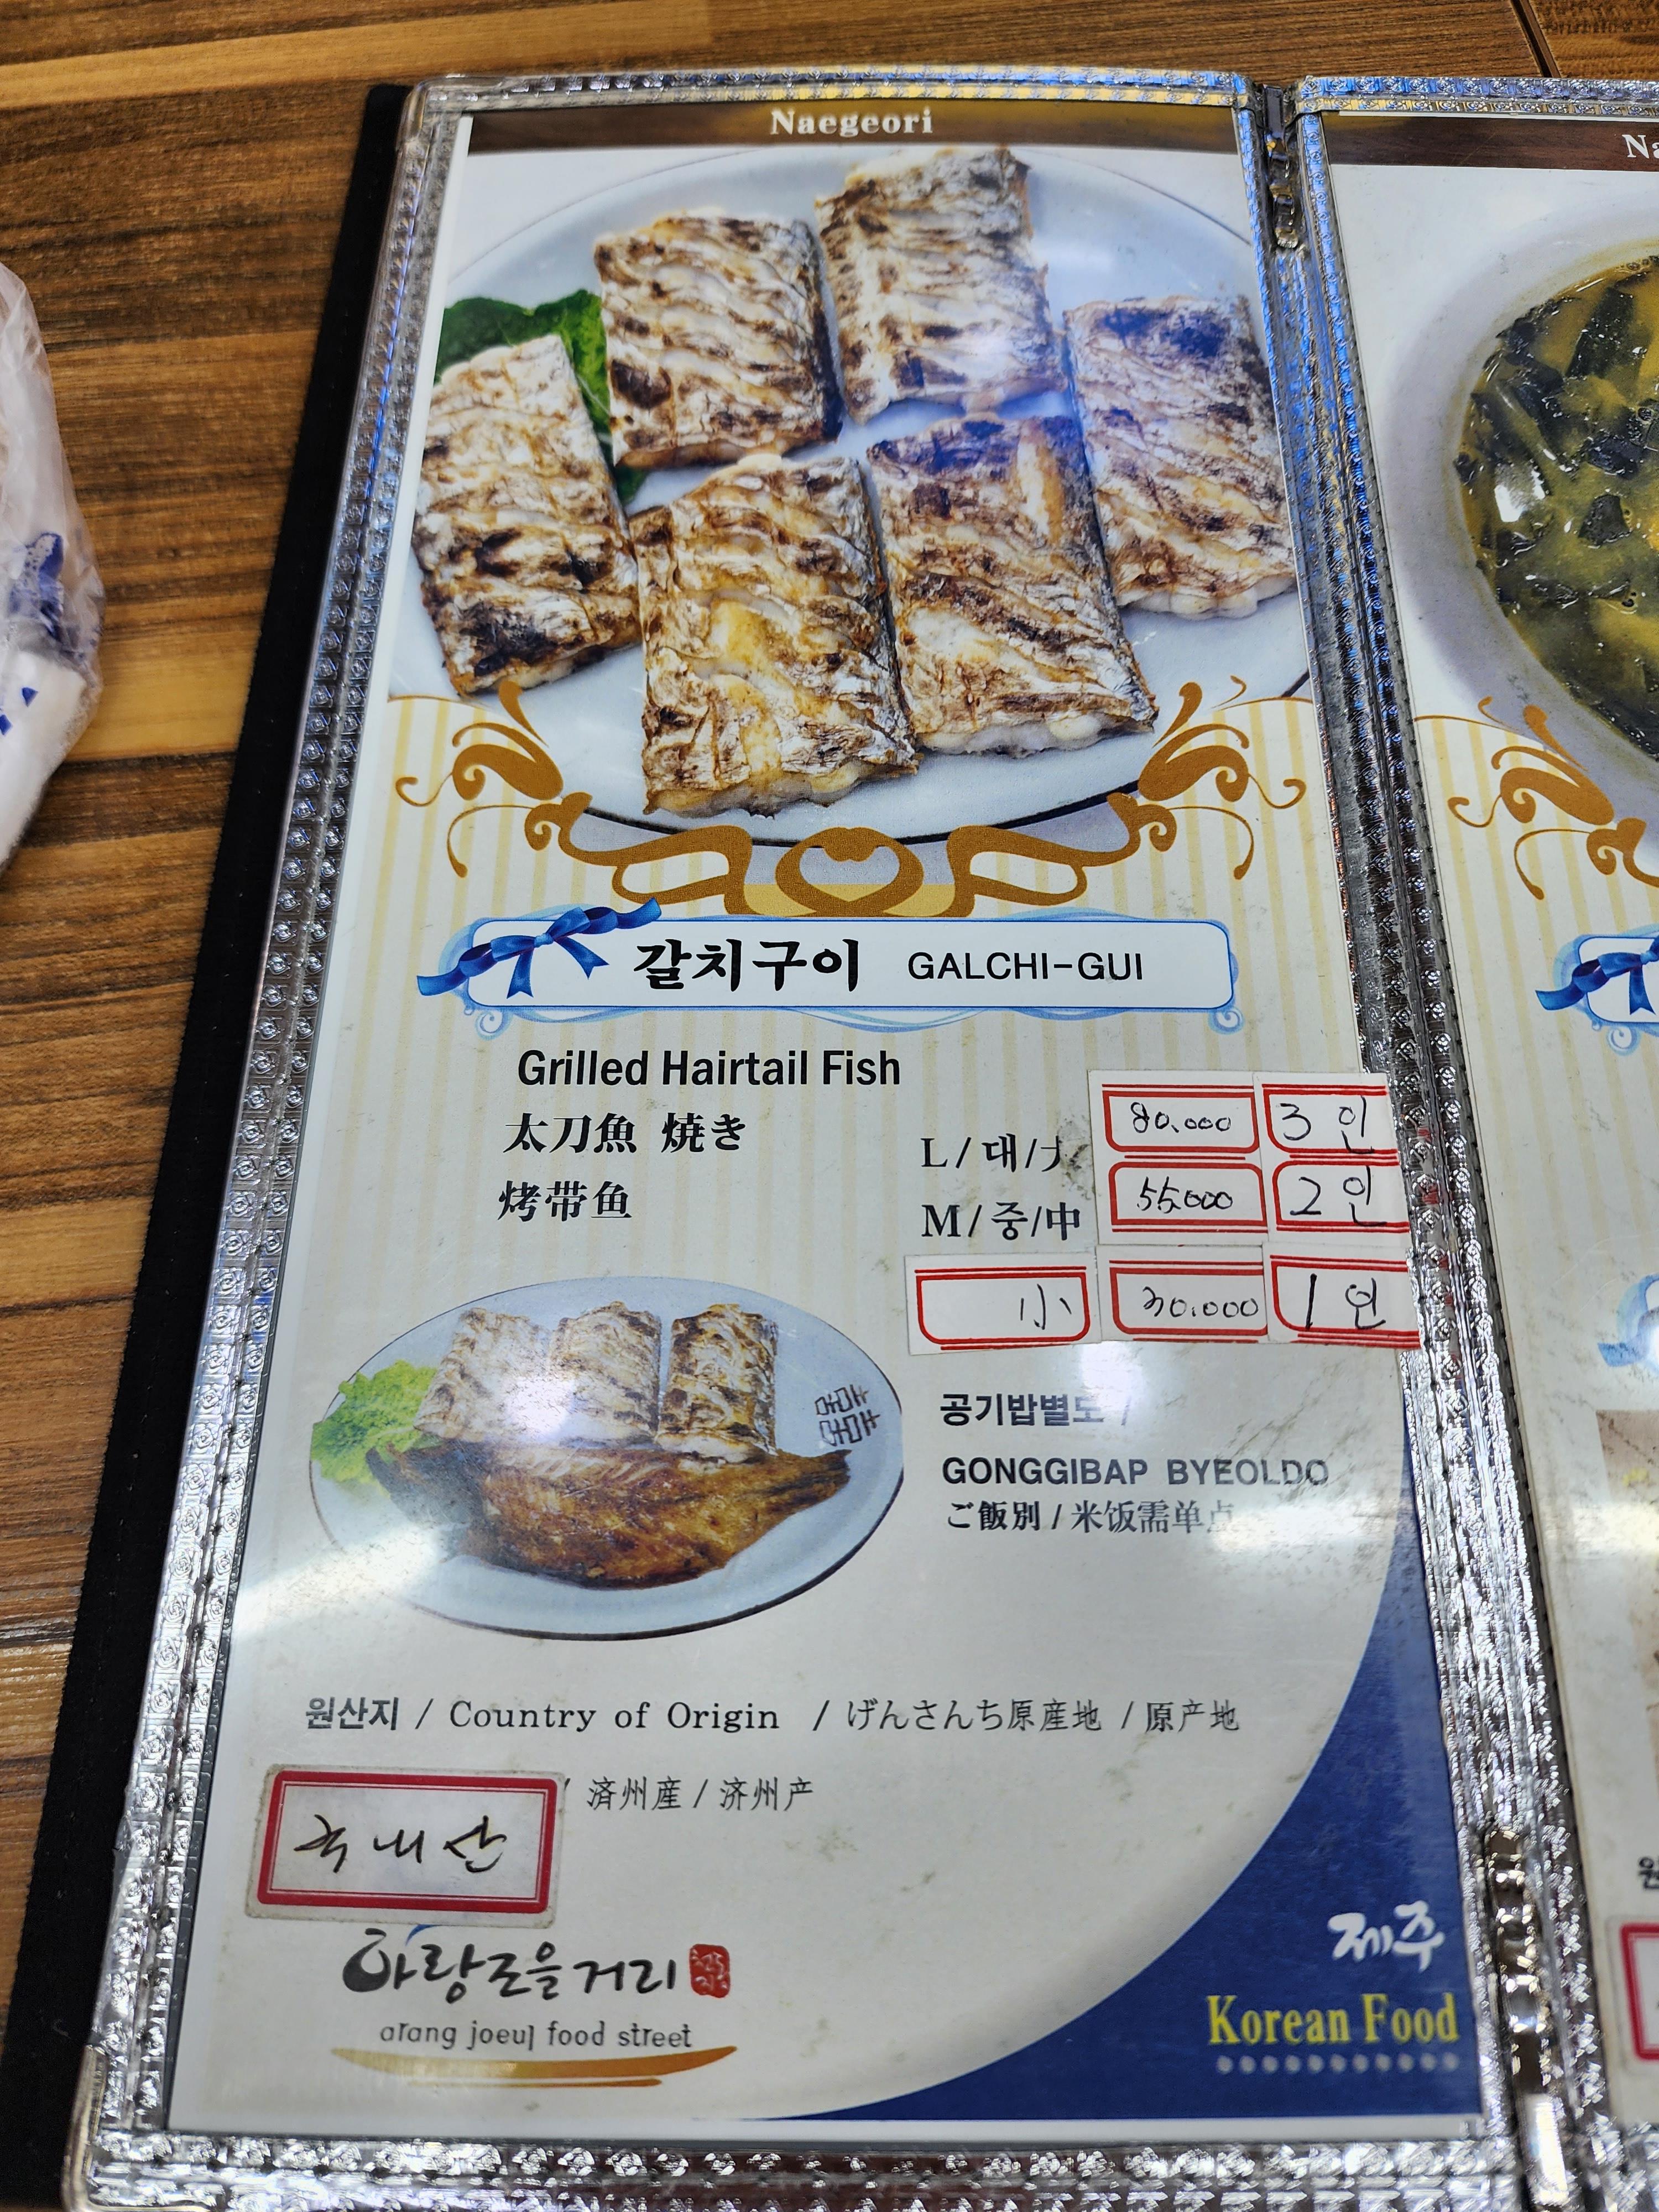 Naegeori
갈치구이 GALCHI-GUI
Grilled Hairtail Fish
太刀魚 焼き
烤带鱼
L/대/大 80.000 3인
M/중/中 55.000 2인
小 30.000 1인
공기밥별도 /
GONGGIBAP BYEOLDO
ご飯別 / 米饭需单点
원산지 / Country of Origin / げんさんち原産地 / 原产地
국내산 / 済州産 / 济州产
아랑조을거리
arang joeul food street
제주
Korean Food
Na